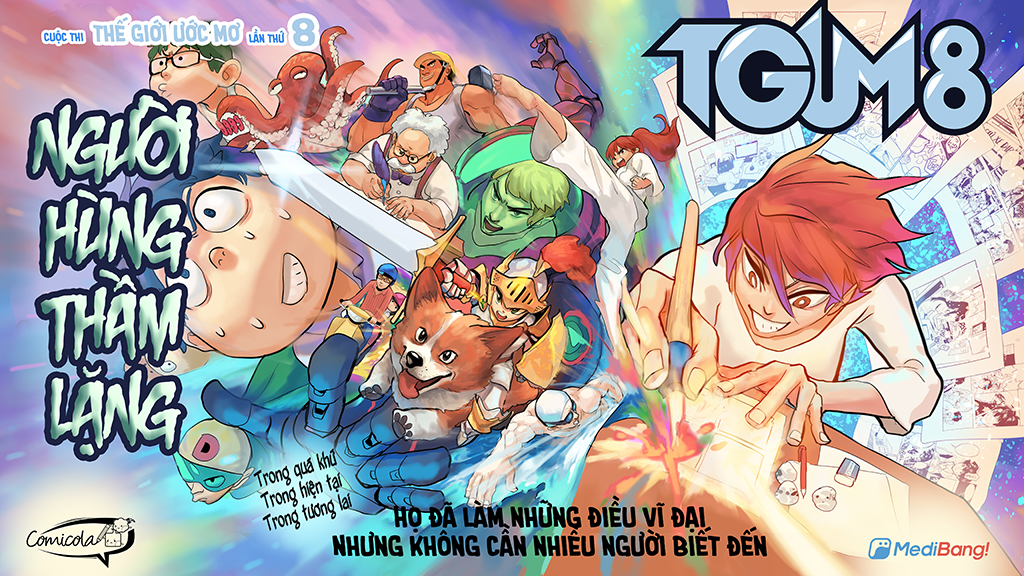 CUỘC THI THẾ GIỚI ƯỚC MƠ LẦN THỨ 8
TGUM8
NGƯỜI
HÙNG
THẦM
LẶNG
Trong quá khứ
Trong hiện tại
Trong tương lai
HỌ ĐÃ LÀM NHỮNG ĐIỀU VĨ ĐẠI
NHƯNG KHÔNG CẦN NHIỀU NGƯỜI BIẾT ĐẾN
Comicola
MediBang!